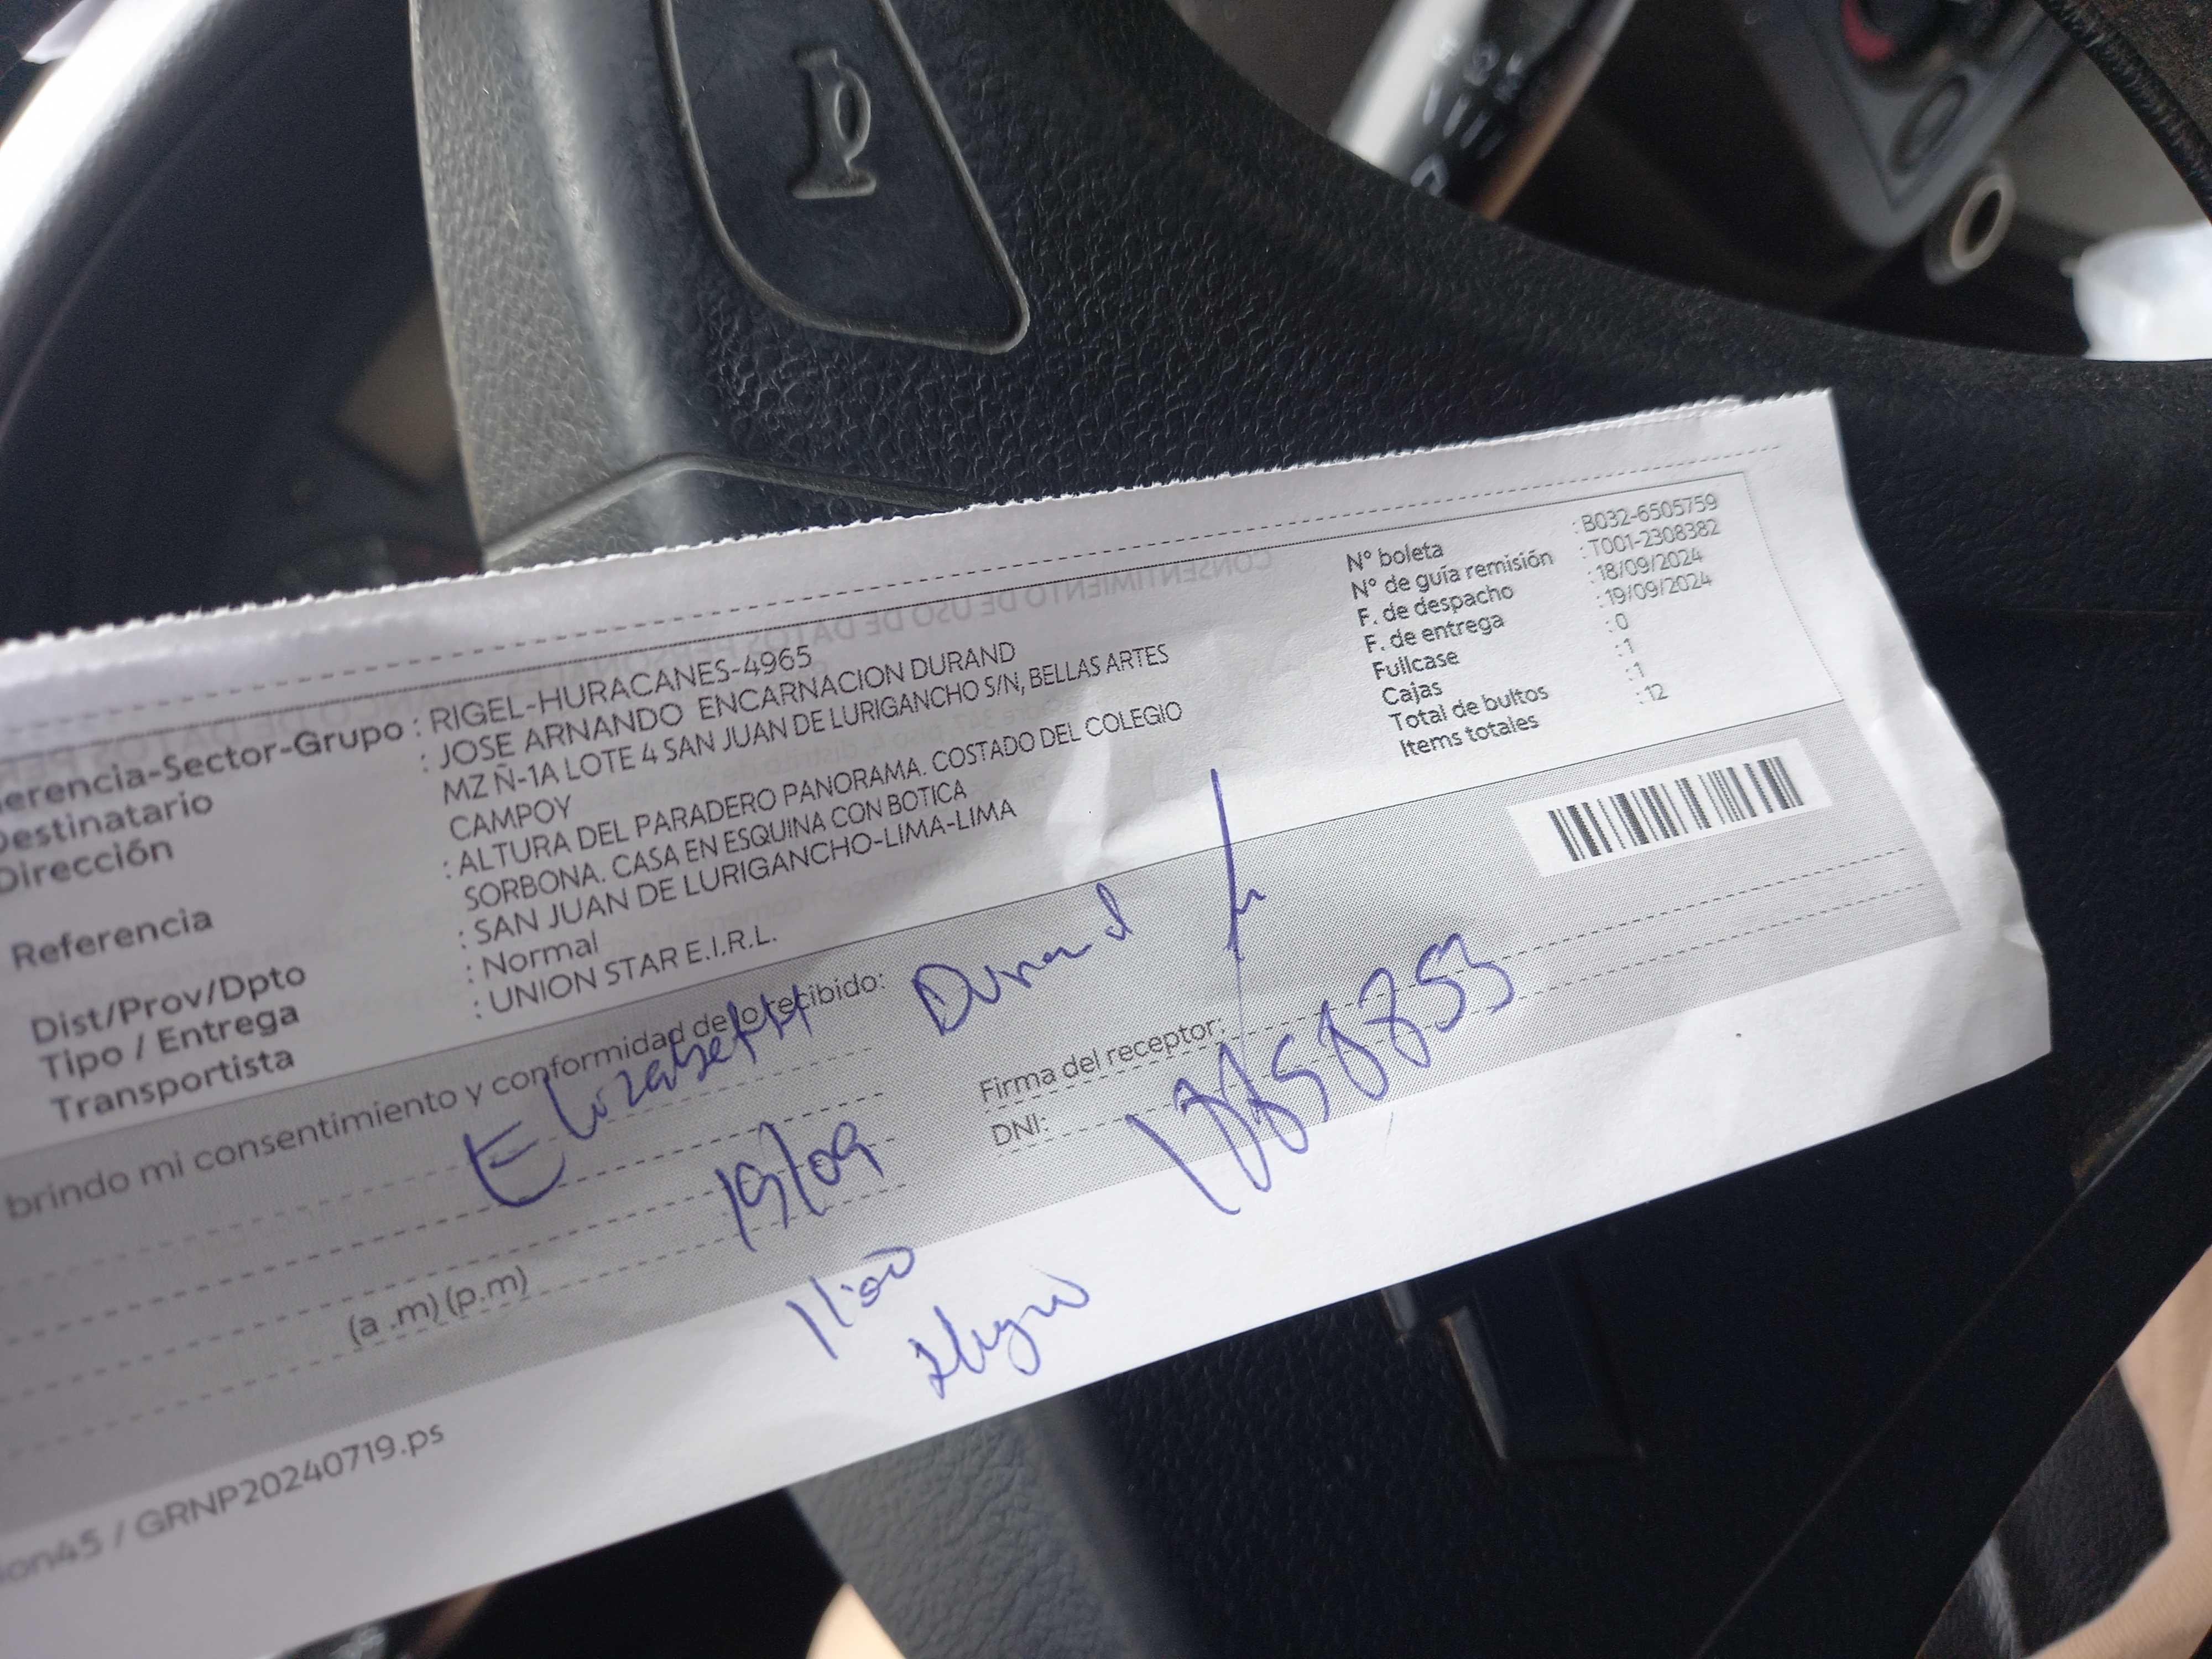 Gerencia-Sector-Grupo : RIGEL-HURACANES-4965
Destinatario : JOSE ARNANDO ENCARNACION DURAND
Dirección MZ Ñ-1A LOTE 4 SAN JUAN DE LURIGANCHO S/N, BELLAS ARTES
CAMPOY
Referencia : ALTURA DEL PARADERO PANORAMA. COSTADO DEL COLEGIO
SORBONA. CASA EN ESQUINA CON BOTICA
Dist/Prov/Dpto : SAN JUAN DE LURIGANCHO-LIMA-LIMA
Tipo / Entrega : Normal
Transportista : UNION STAR E.I.R.L.
N° boleta : B032-6505759
N° de guía remisión : T001-2308382
F. de despacho : 18/09/2024
F. de entrega : 19/09/2024
Fullcase : 0
Cajas : 1
Total de bultos : 1
Items totales : 12
brindo mi consentimiento y conformidad de lo recibido:
Elizabeth Durand
Firma del receptor:
DNI:
19/09
(a .m) (p.m)
11:00
ion45 / GRNP20240719.ps